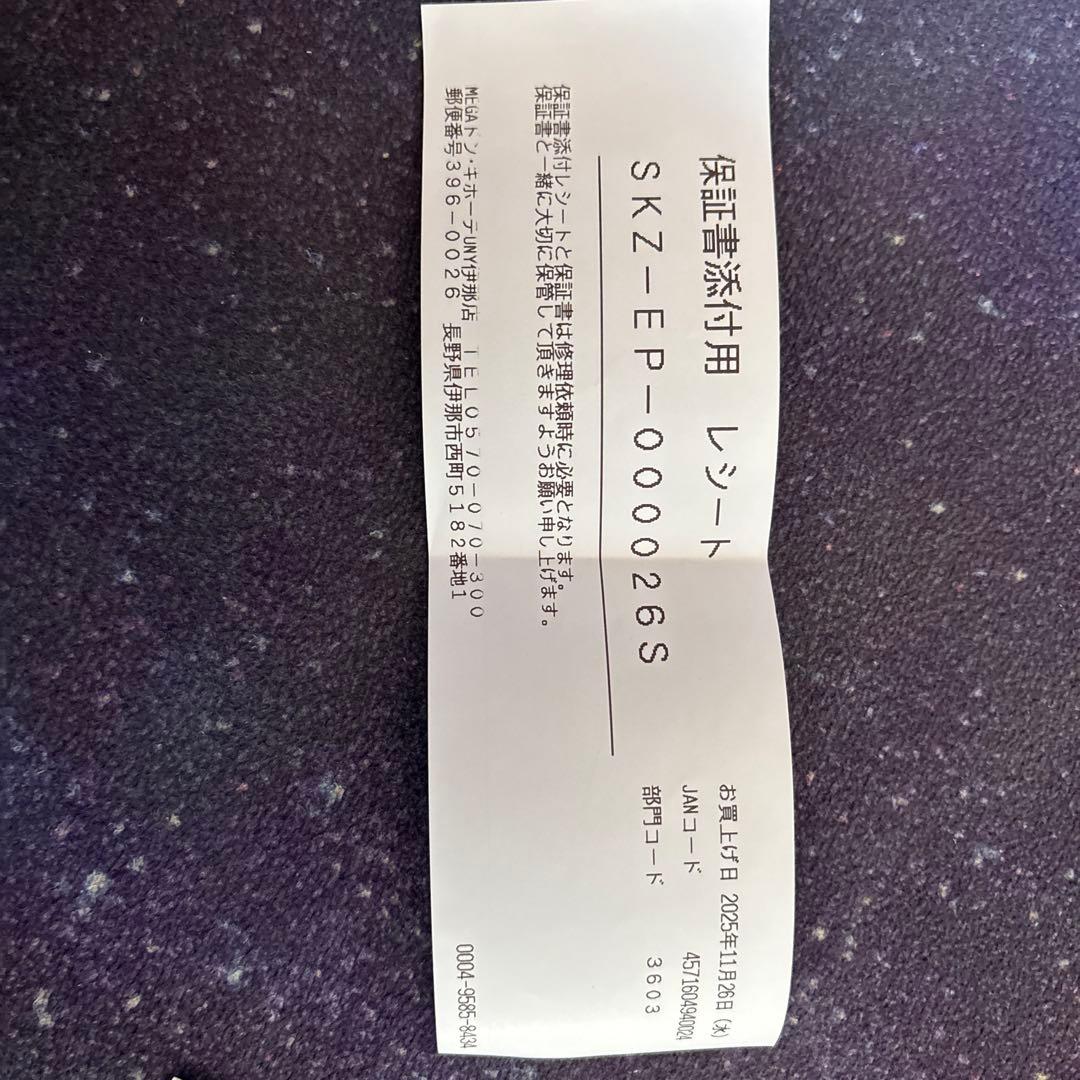 保証書添付用 レシート
SKZ-EP-000026S
お買上げ日 2025年11月26日(水)
JANコード 4571604940024
部門コード 3603
保証書添付レシートと保証書は修理依頼時に必要となります。
保証書と一緒に大切に保管して頂きますようお願い申し上げます。
MEGAドン・キホーテUNY伊那店 TEL0570-070-300
郵便番号396-0026 長野県伊那市西町5182番地1
0004-9585-8434